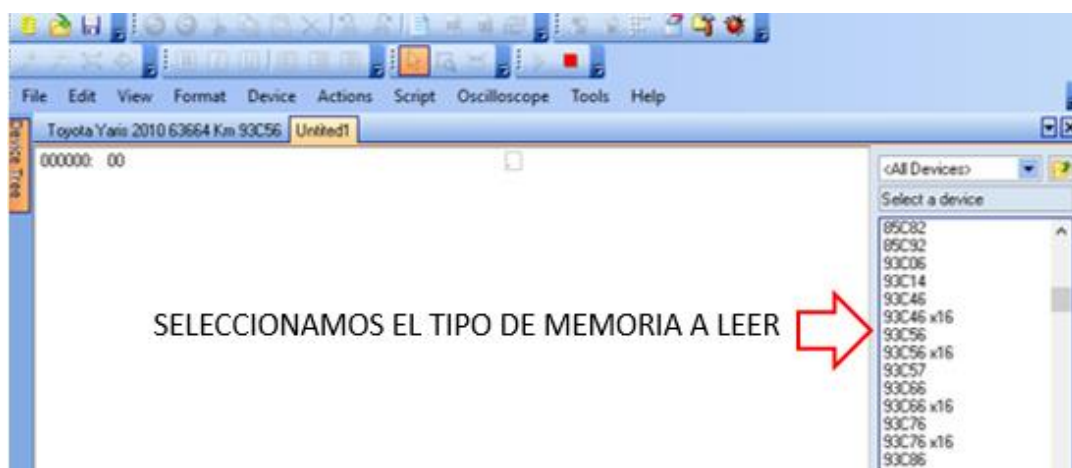 File Edit View Format Device Actions Script Oscilloscope Tools Help
Toyota Yaris 2010 63664 Km 93C56 Untitled1
Device Tree
000000: 00
<All Devices>
Select a device
85C82
85C92
93C06
93C14
93C46
93C46 x16
93C56
93C56 x16
93C57
93C66
93C66 x16
93C76
93C76 x16
93C86
SELECCIONAMOS EL TIPO DE MEMORIA A LEER